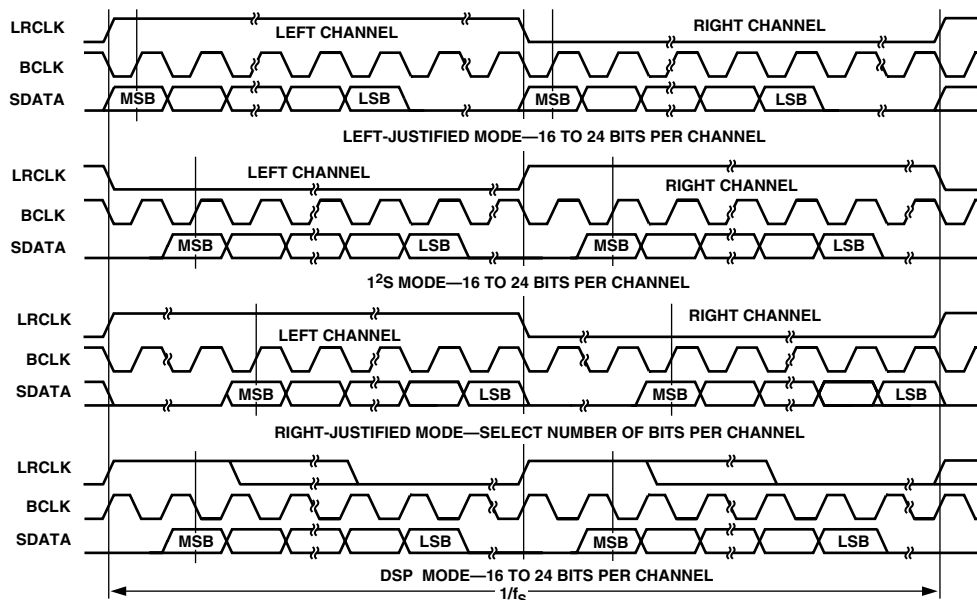 LRCLK
LEFT CHANNEL
RIGHT CHANNEL
BCLK
SDATA
MSB
LSB
MSB
LSB
LEFT-JUSTIFIED MODE—16 TO 24 BITS PER CHANNEL
LRCLK
LEFT CHANNEL
RIGHT CHANNEL
BCLK
SDATA
MSB
LSB
MSB
LSB
1²S MODE—16 TO 24 BITS PER CHANNEL
LRCLK
LEFT CHANNEL
RIGHT CHANNEL
BCLK
SDATA
MSB
LSB
MSB
LSB
RIGHT-JUSTIFIED MODE—SELECT NUMBER OF BITS PER CHANNEL
LRCLK
BCLK
SDATA
MSB
LSB
MSB
LSB
DSP MODE—16 TO 24 BITS PER CHANNEL
1/fS